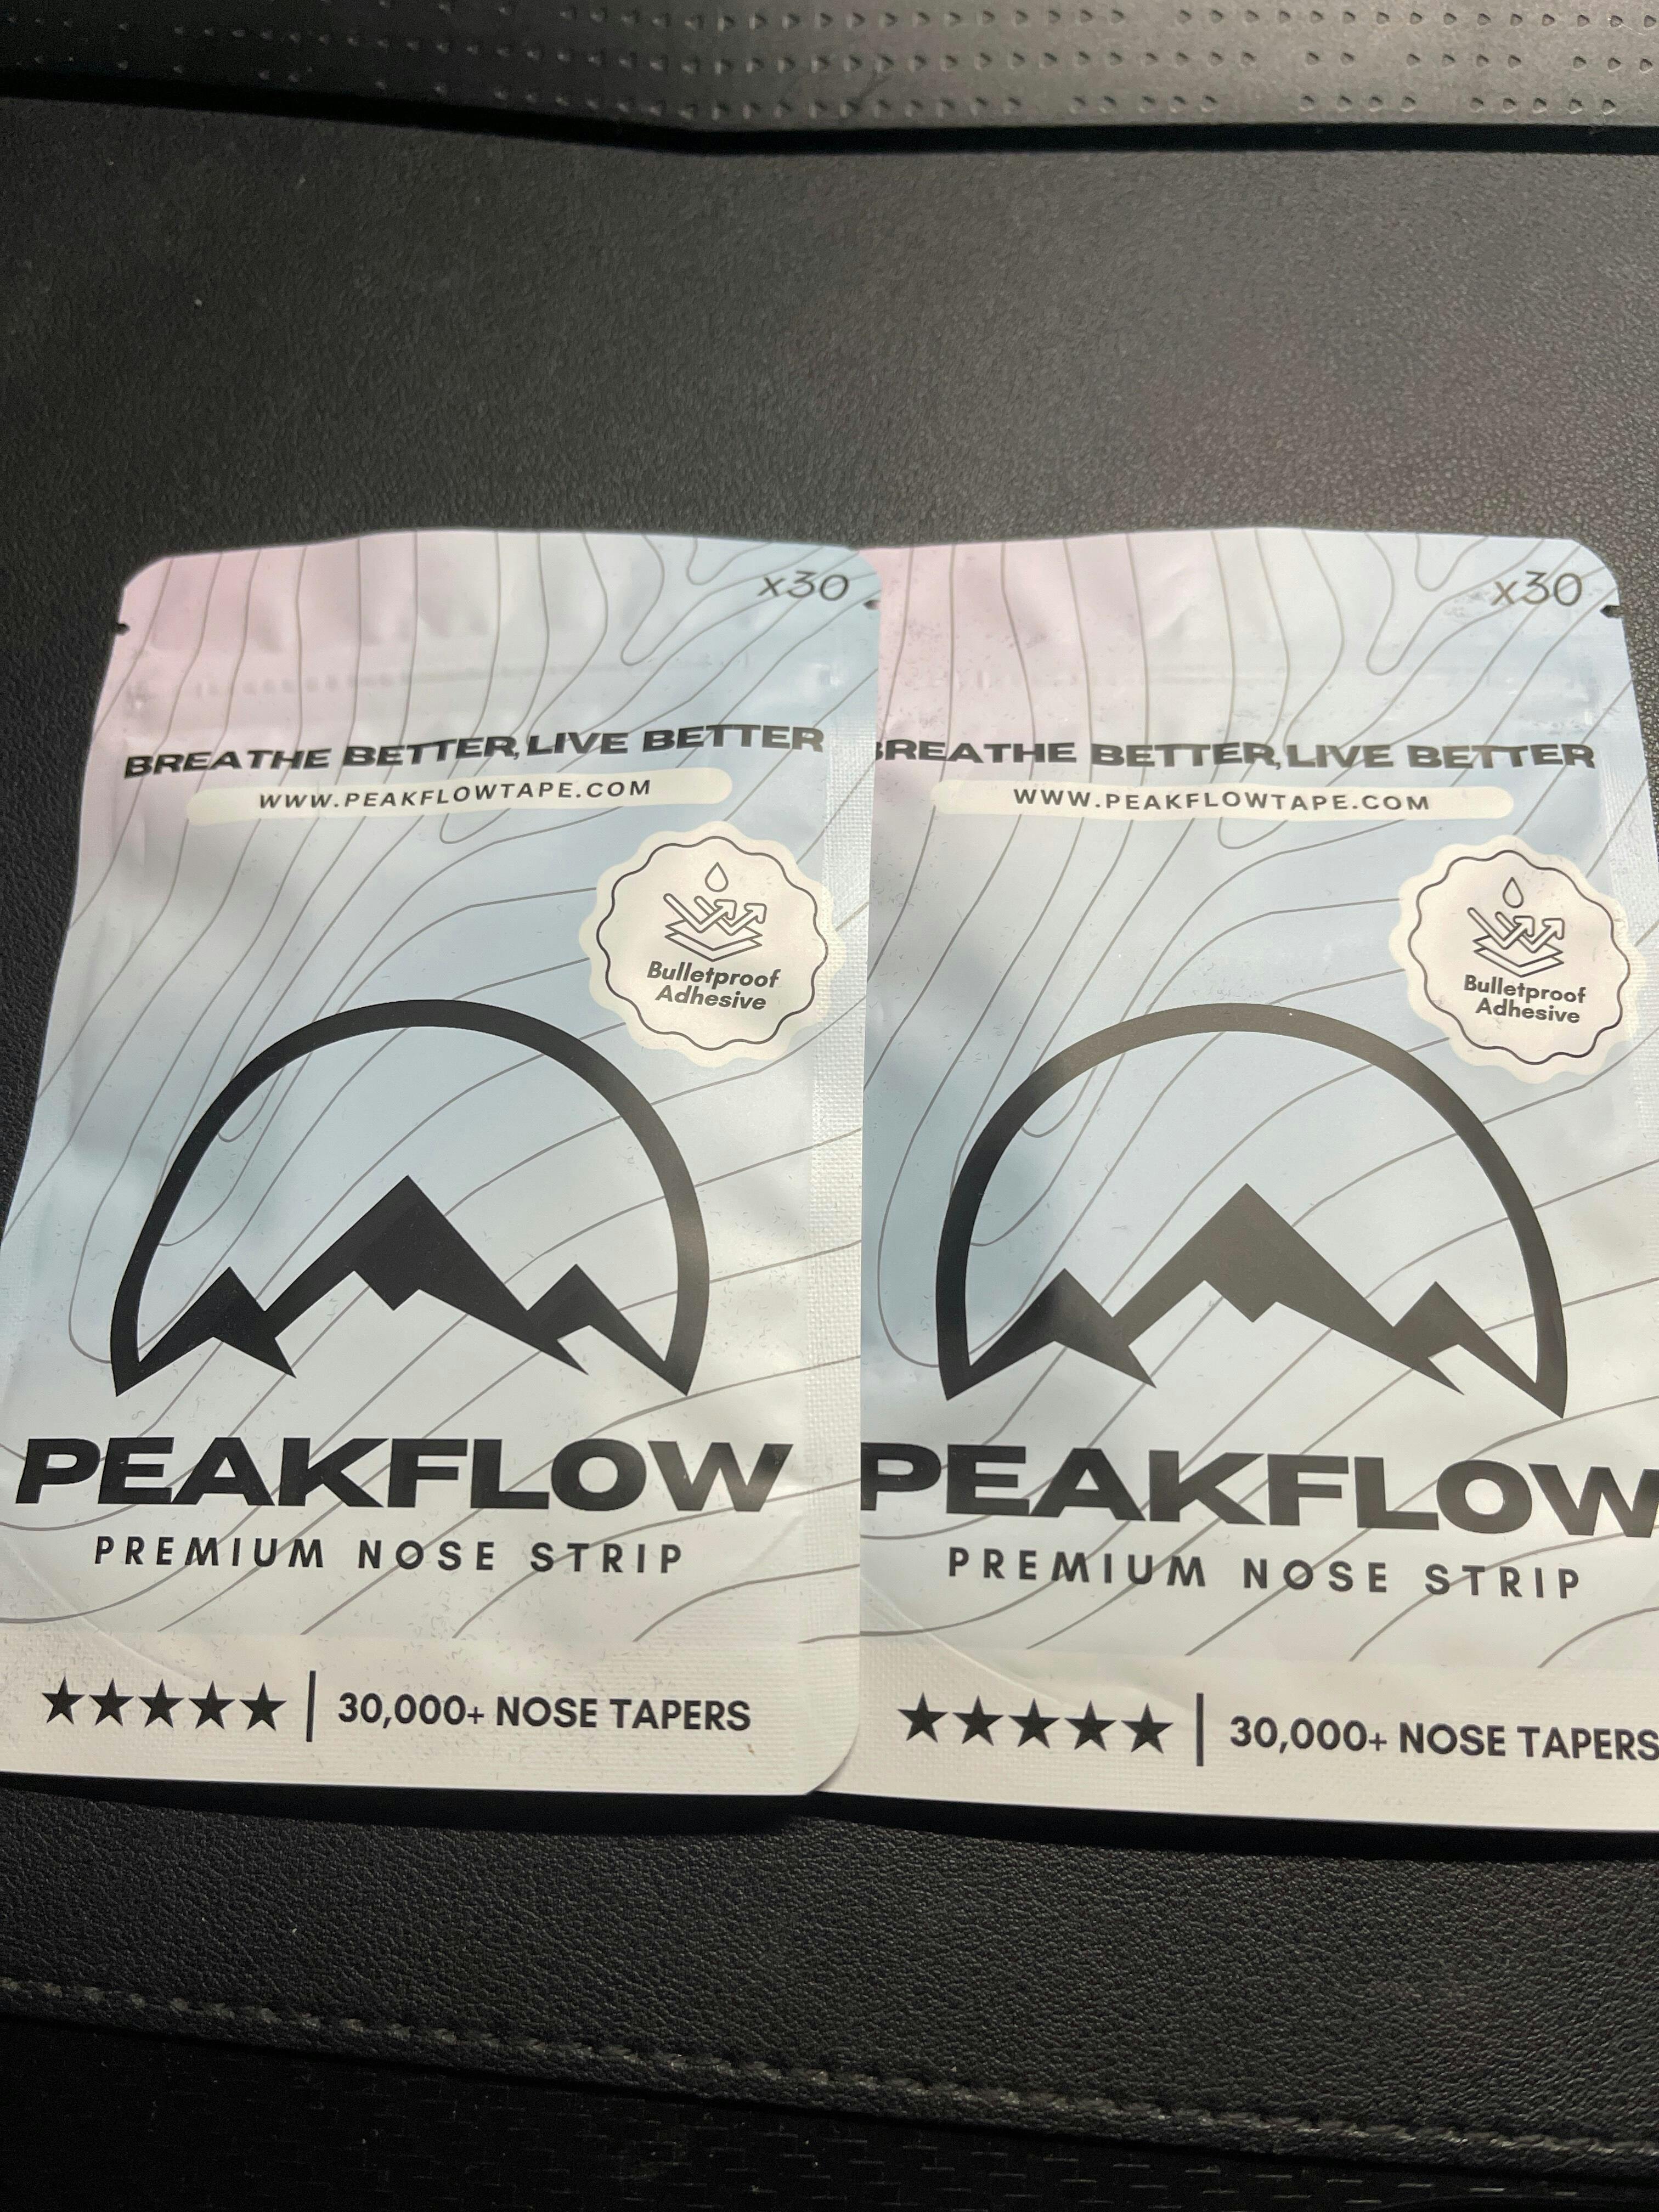 x30
BREATHE BETTER, LIVE BETTER
WWW.PEAKFLOWTAPE.COM
Bulletproof
Adhesive
PEAKFLOW
PREMIUM NOSE STRIP
★★★★★ | 30,000+ NOSE TAPERS
x30
BREATHE BETTER, LIVE BETTER
WWW.PEAKFLOWTAPE.COM
Bulletproof
Adhesive
PEAKFLOW
PREMIUM NOSE STRIP
★★★★★ | 30,000+ NOSE TAPERS